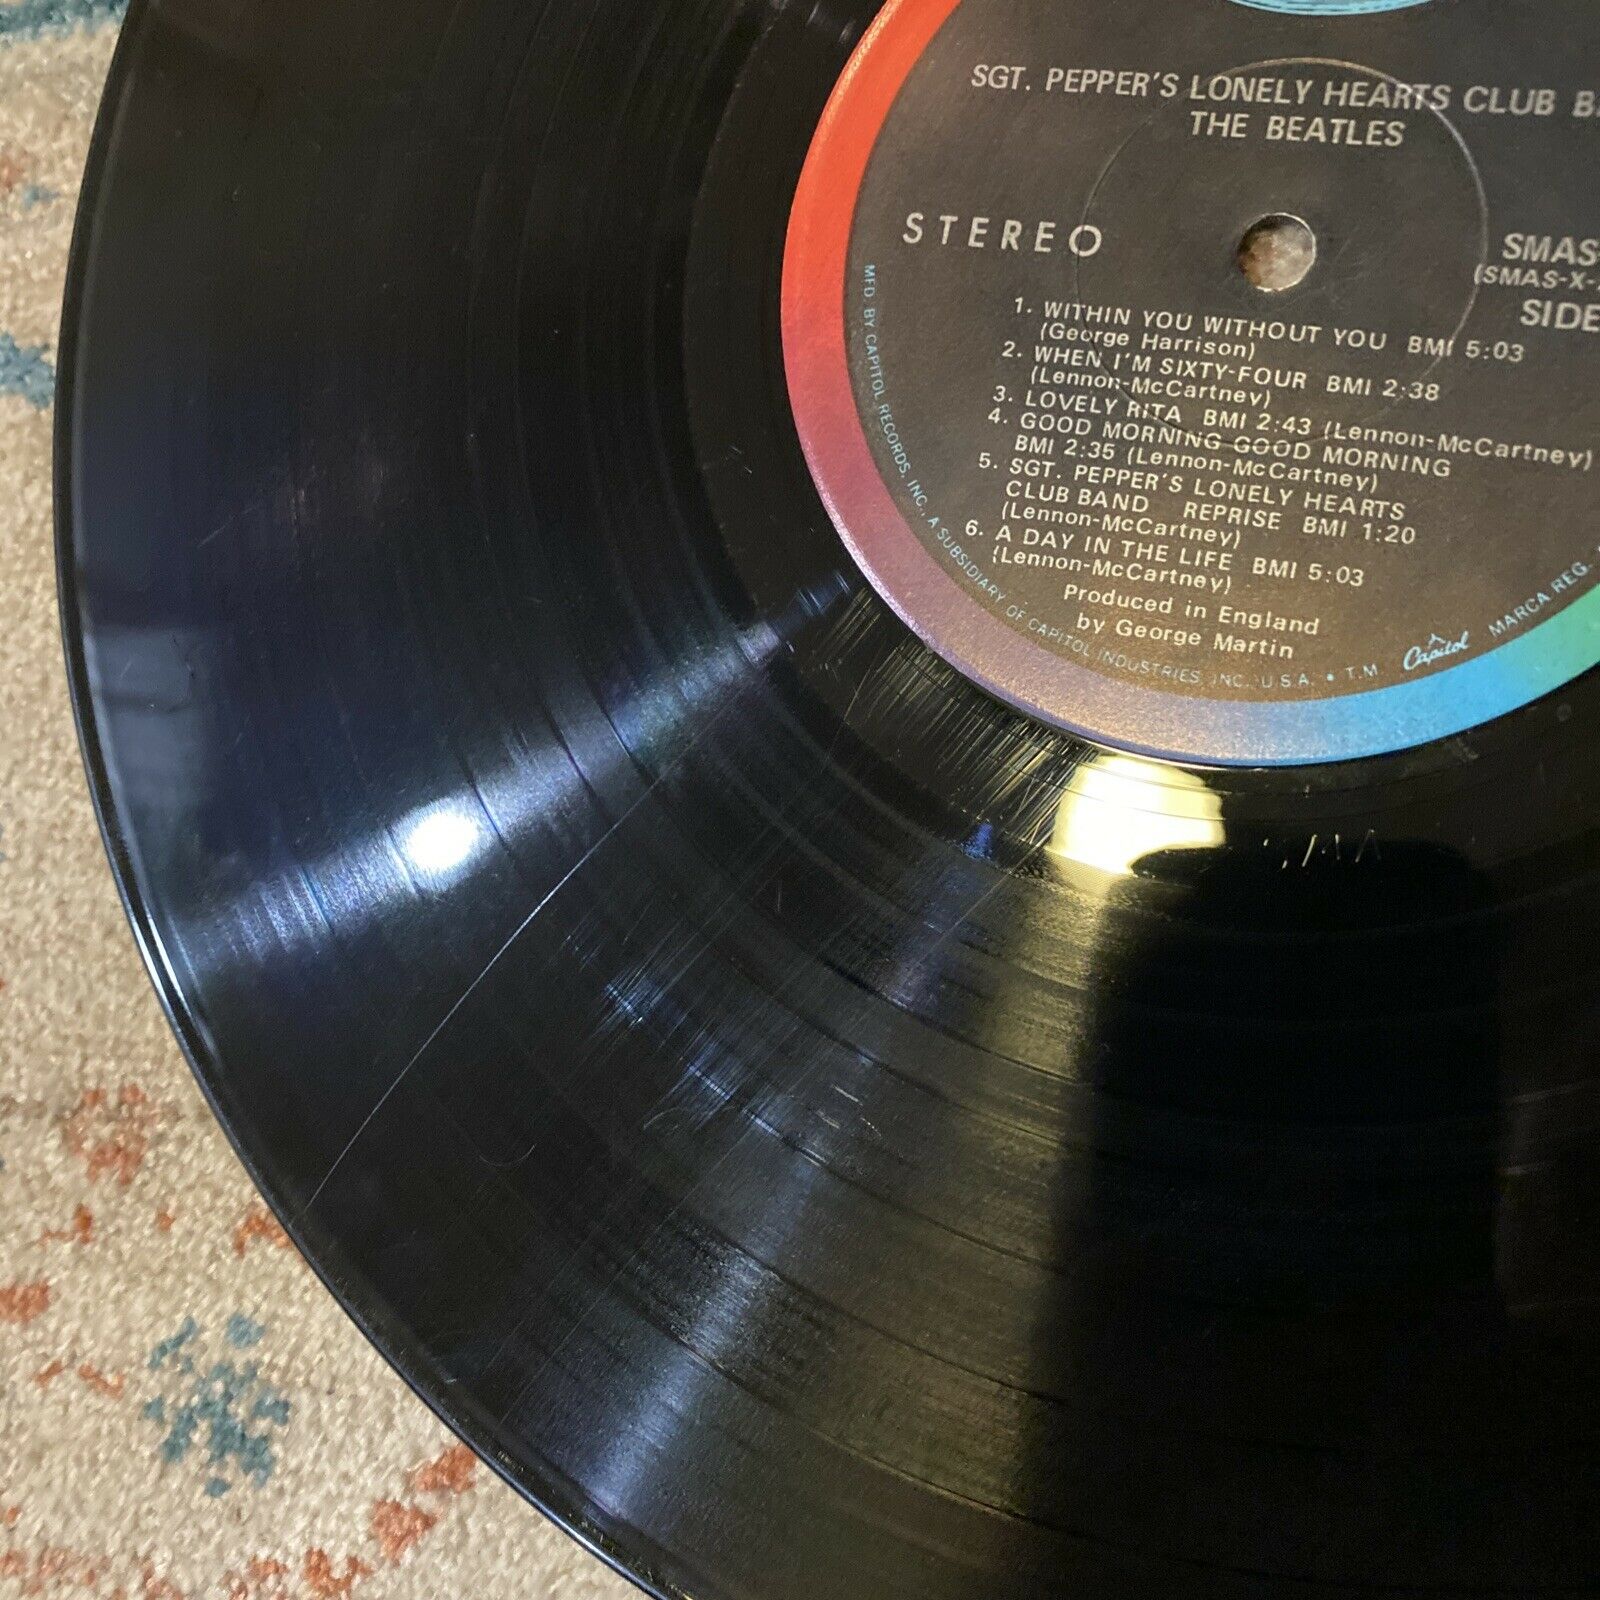 SGT. PEPPER'S LONELY HEARTS CLUB
THE BEATLES
STEREO
SMAS-
(SMAS-X-
SIDE
1. WITHIN YOU WITHOUT YOU BMI 5:03
(George Harrison)
2. WHEN I'M SIXTY-FOUR BMI 2:38
(Lennon-McCartney)
3. LOVELY RITA BMI 2:43 (Lennon-McCartney)
4. GOOD MORNING GOOD MORNING
BMI 2:35 (Lennon-McCartney)
5. SGT. PEPPER'S LONELY HEARTS
CLUB BAND REPRISE BMI 1:20
(Lennon-McCartney)
6. A DAY IN THE LIFE BMI 5:03
(Lennon-McCartney)
Produced in England
by George Martin
MFD. BY CAPITOL RECORDS, INC., A SUBSIDIARY OF CAPITOL INDUSTRIES, INC., U.S.A. • T.M. Capitol MARCA REG.